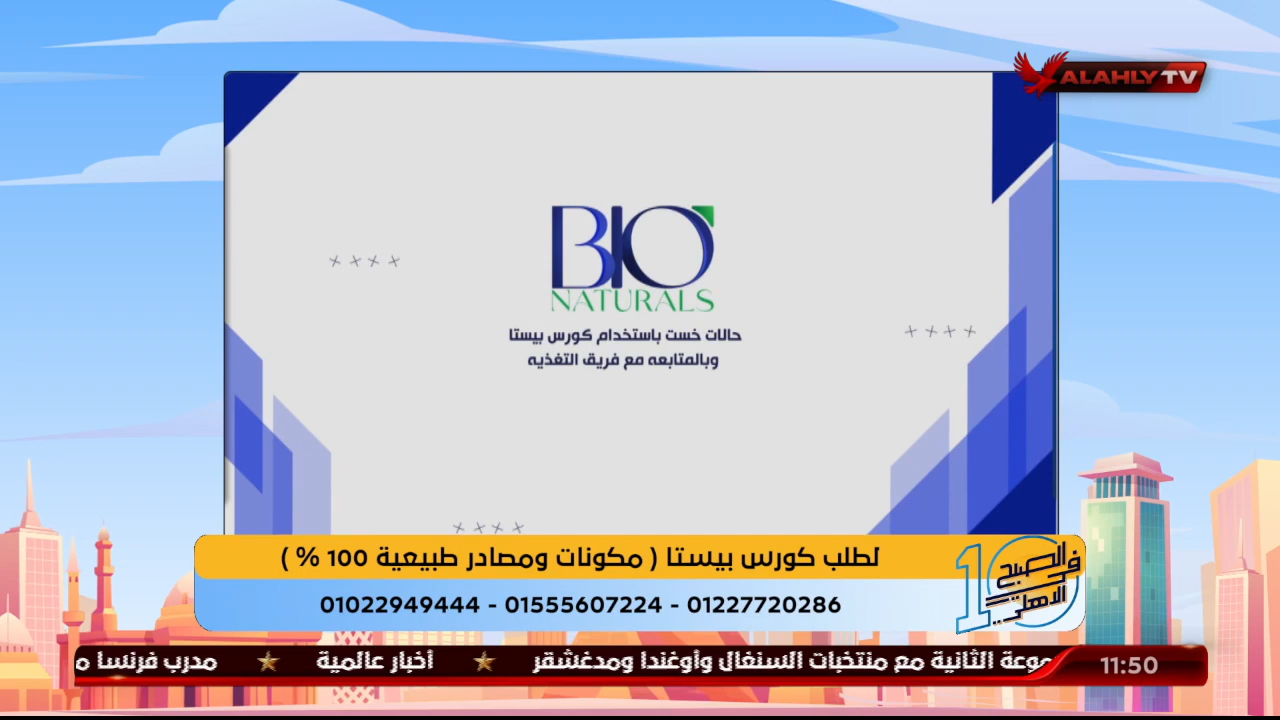 ALAHLY TV
BIO
NATURALS
حالات خست باستخدام كورس بيستا
وبالمتابعه مع فريق التغذيه
لطلب كورس بيستا ( مكونات ومصادر طبيعية 100 % )
01022949444 - 01555607224 - 01227720286
10 الصبح
في
الاهلي
موعة الثانية مع منتخبات السنغال وأوغندا ومدغشقر ★ أخبار عالمية ★ مدرب فرنسا
11:50